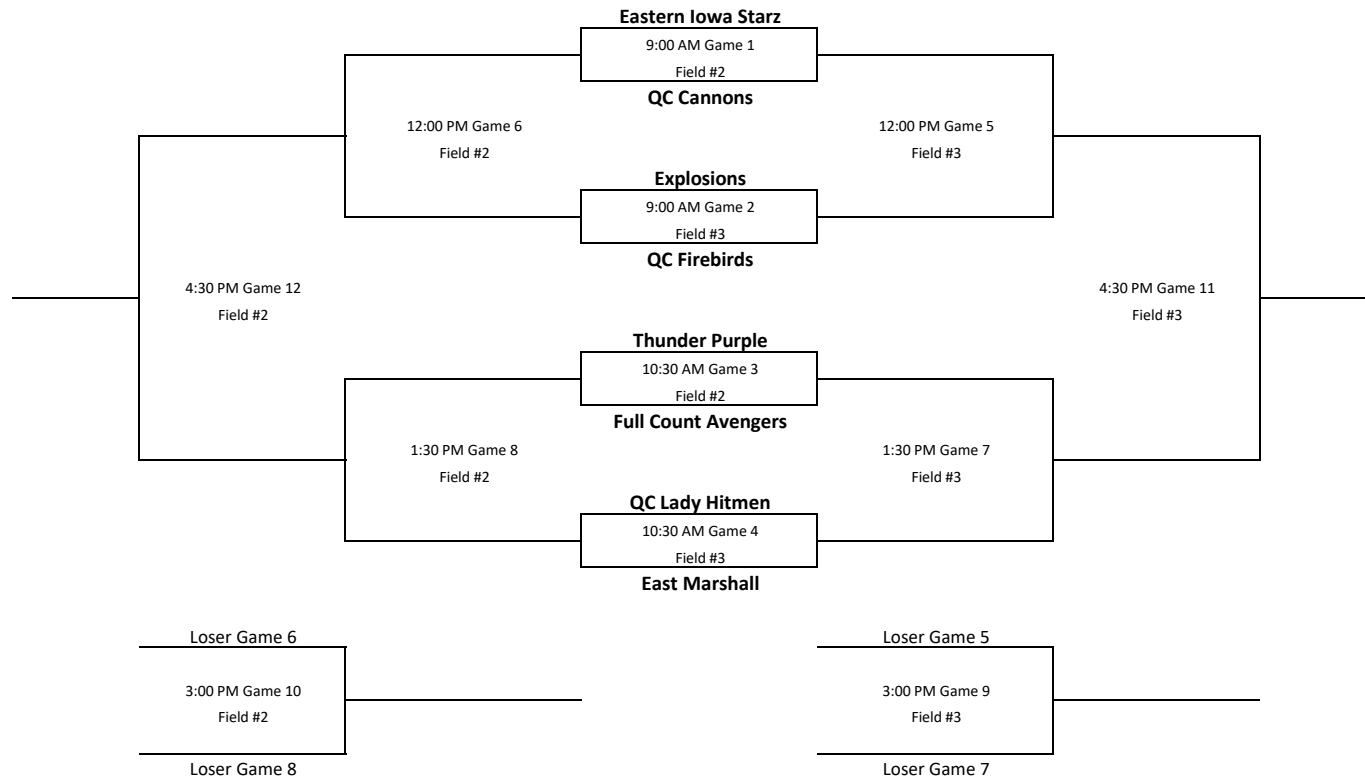 Eastern Iowa Starz
9:00 AM Game 1
Field #2
QC Cannons
12:00 PM Game 6
Field #2
12:00 PM Game 5
Field #3
Explosions
9:00 AM Game 2
Field #3
QC Firebirds
4:30 PM Game 12
Field #2
4:30 PM Game 11
Field #3
Thunder Purple
10:30 AM Game 3
Field #2
Full Count Avengers
1:30 PM Game 8
Field #2
1:30 PM Game 7
Field #3
QC Lady Hitmen
10:30 AM Game 4
Field #3
East Marshall
Loser Game 6
3:00 PM Game 10
Field #2
Loser Game 8
Loser Game 5
3:00 PM Game 9
Field #3
Loser Game 7